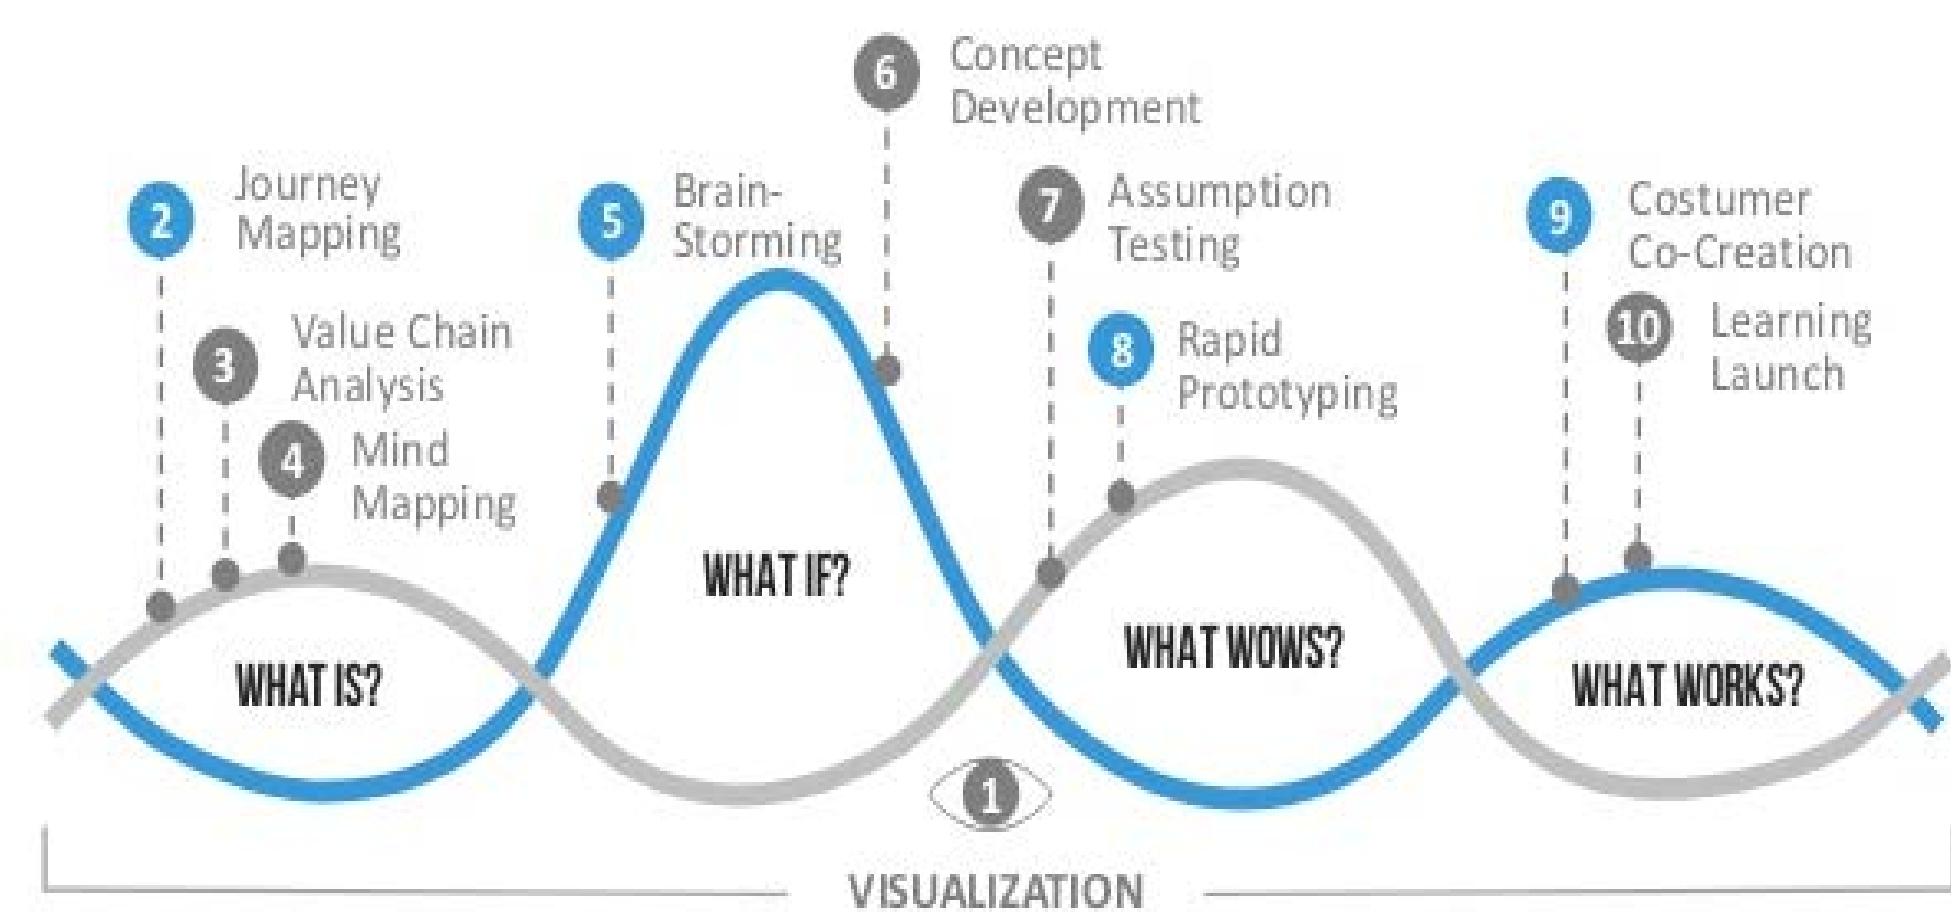 6
Concept
Development
2
Journey
Mapping
5
Brain-
Storming
7
Assumption
Testing
9
Costumer
Co-Creation
3
Value Chain
Analysis
8
Rapid
Prototyping
10
Learning
Launch
4
Mind
Mapping
WHAT IS?
WHAT IF?
WHAT WOWS?
WHAT WORKS?
1
VISUALIZATION